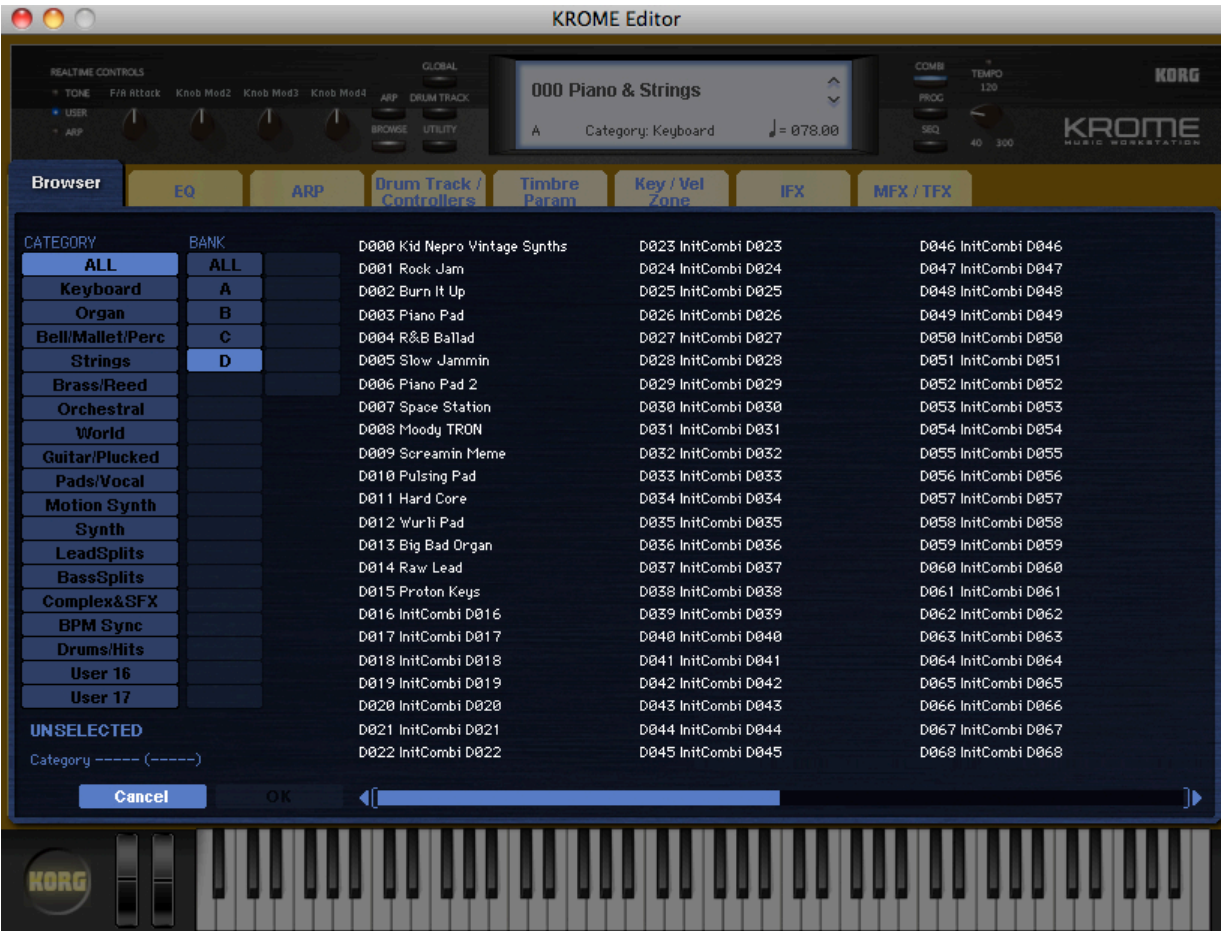 KROME Editor
REALTIME CONTROLS
TONE
USER
ARP
F/A Attack
Knob Mod2
Knob Mod3
Knob Mod4
GLOBAL
ARP
DRUM TRACK
BROWSE
UTILITY
000 Piano & Strings
A Category: Keyboard ♩= 078.00
COMBI
PROG
SEQ
TEMPO
120
40 300
KORG
KROME
MUSIC WORKSTATION
Browser
EQ
ARP
Drum Track /
Controllers
Timbre
Param
Key / Vel
Zone
IFX
MFX / TFX
CATEGORY
ALL
Keyboard
Organ
Bell/Mallet/Perc
Strings
Brass/Reed
Orchestral
World
Guitar/Plucked
Pads/Vocal
Motion Synth
Synth
LeadSplits
BassSplits
Complex&SFX
BPM Sync
Drums/Hits
User 16
User 17
BANK
ALL
A
B
C
D
D000 Kid Nepro Vintage Synths
D001 Rock Jam
D002 Burn It Up
D003 Piano Pad
D004 R&B Ballad
D005 Slow Jammin
D006 Piano Pad 2
D007 Space Station
D008 Moody TRON
D009 Screamin Meme
D010 Pulsing Pad
D011 Hard Core
D012 Wurli Pad
D013 Big Bad Organ
D014 Raw Lead
D015 Proton Keys
D016 InitCombi D016
D017 InitCombi D017
D018 InitCombi D018
D019 InitCombi D019
D020 InitCombi D020
D021 InitCombi D021
D022 InitCombi D022
D023 InitCombi D023
D024 InitCombi D024
D025 InitCombi D025
D026 InitCombi D026
D027 InitCombi D027
D028 InitCombi D028
D029 InitCombi D029
D030 InitCombi D030
D031 InitCombi D031
D032 InitCombi D032
D033 InitCombi D033
D034 InitCombi D034
D035 InitCombi D035
D036 InitCombi D036
D037 InitCombi D037
D038 InitCombi D038
D039 InitCombi D039
D040 InitCombi D040
D041 InitCombi D041
D042 InitCombi D042
D043 InitCombi D043
D044 InitCombi D044
D045 InitCombi D045
D046 InitCombi D046
D047 InitCombi D047
D048 InitCombi D048
D049 InitCombi D049
D050 InitCombi D050
D051 InitCombi D051
D052 InitCombi D052
D053 InitCombi D053
D054 InitCombi D054
D055 InitCombi D055
D056 InitCombi D056
D057 InitCombi D057
D058 InitCombi D058
D059 InitCombi D059
D060 InitCombi D060
D061 InitCombi D061
D062 InitCombi D062
D063 InitCombi D063
D064 InitCombi D064
D065 InitCombi D065
D066 InitCombi D066
D067 InitCombi D067
D068 InitCombi D068
UNSELECTED
Category ----- (-----)
Cancel
OK
KORG